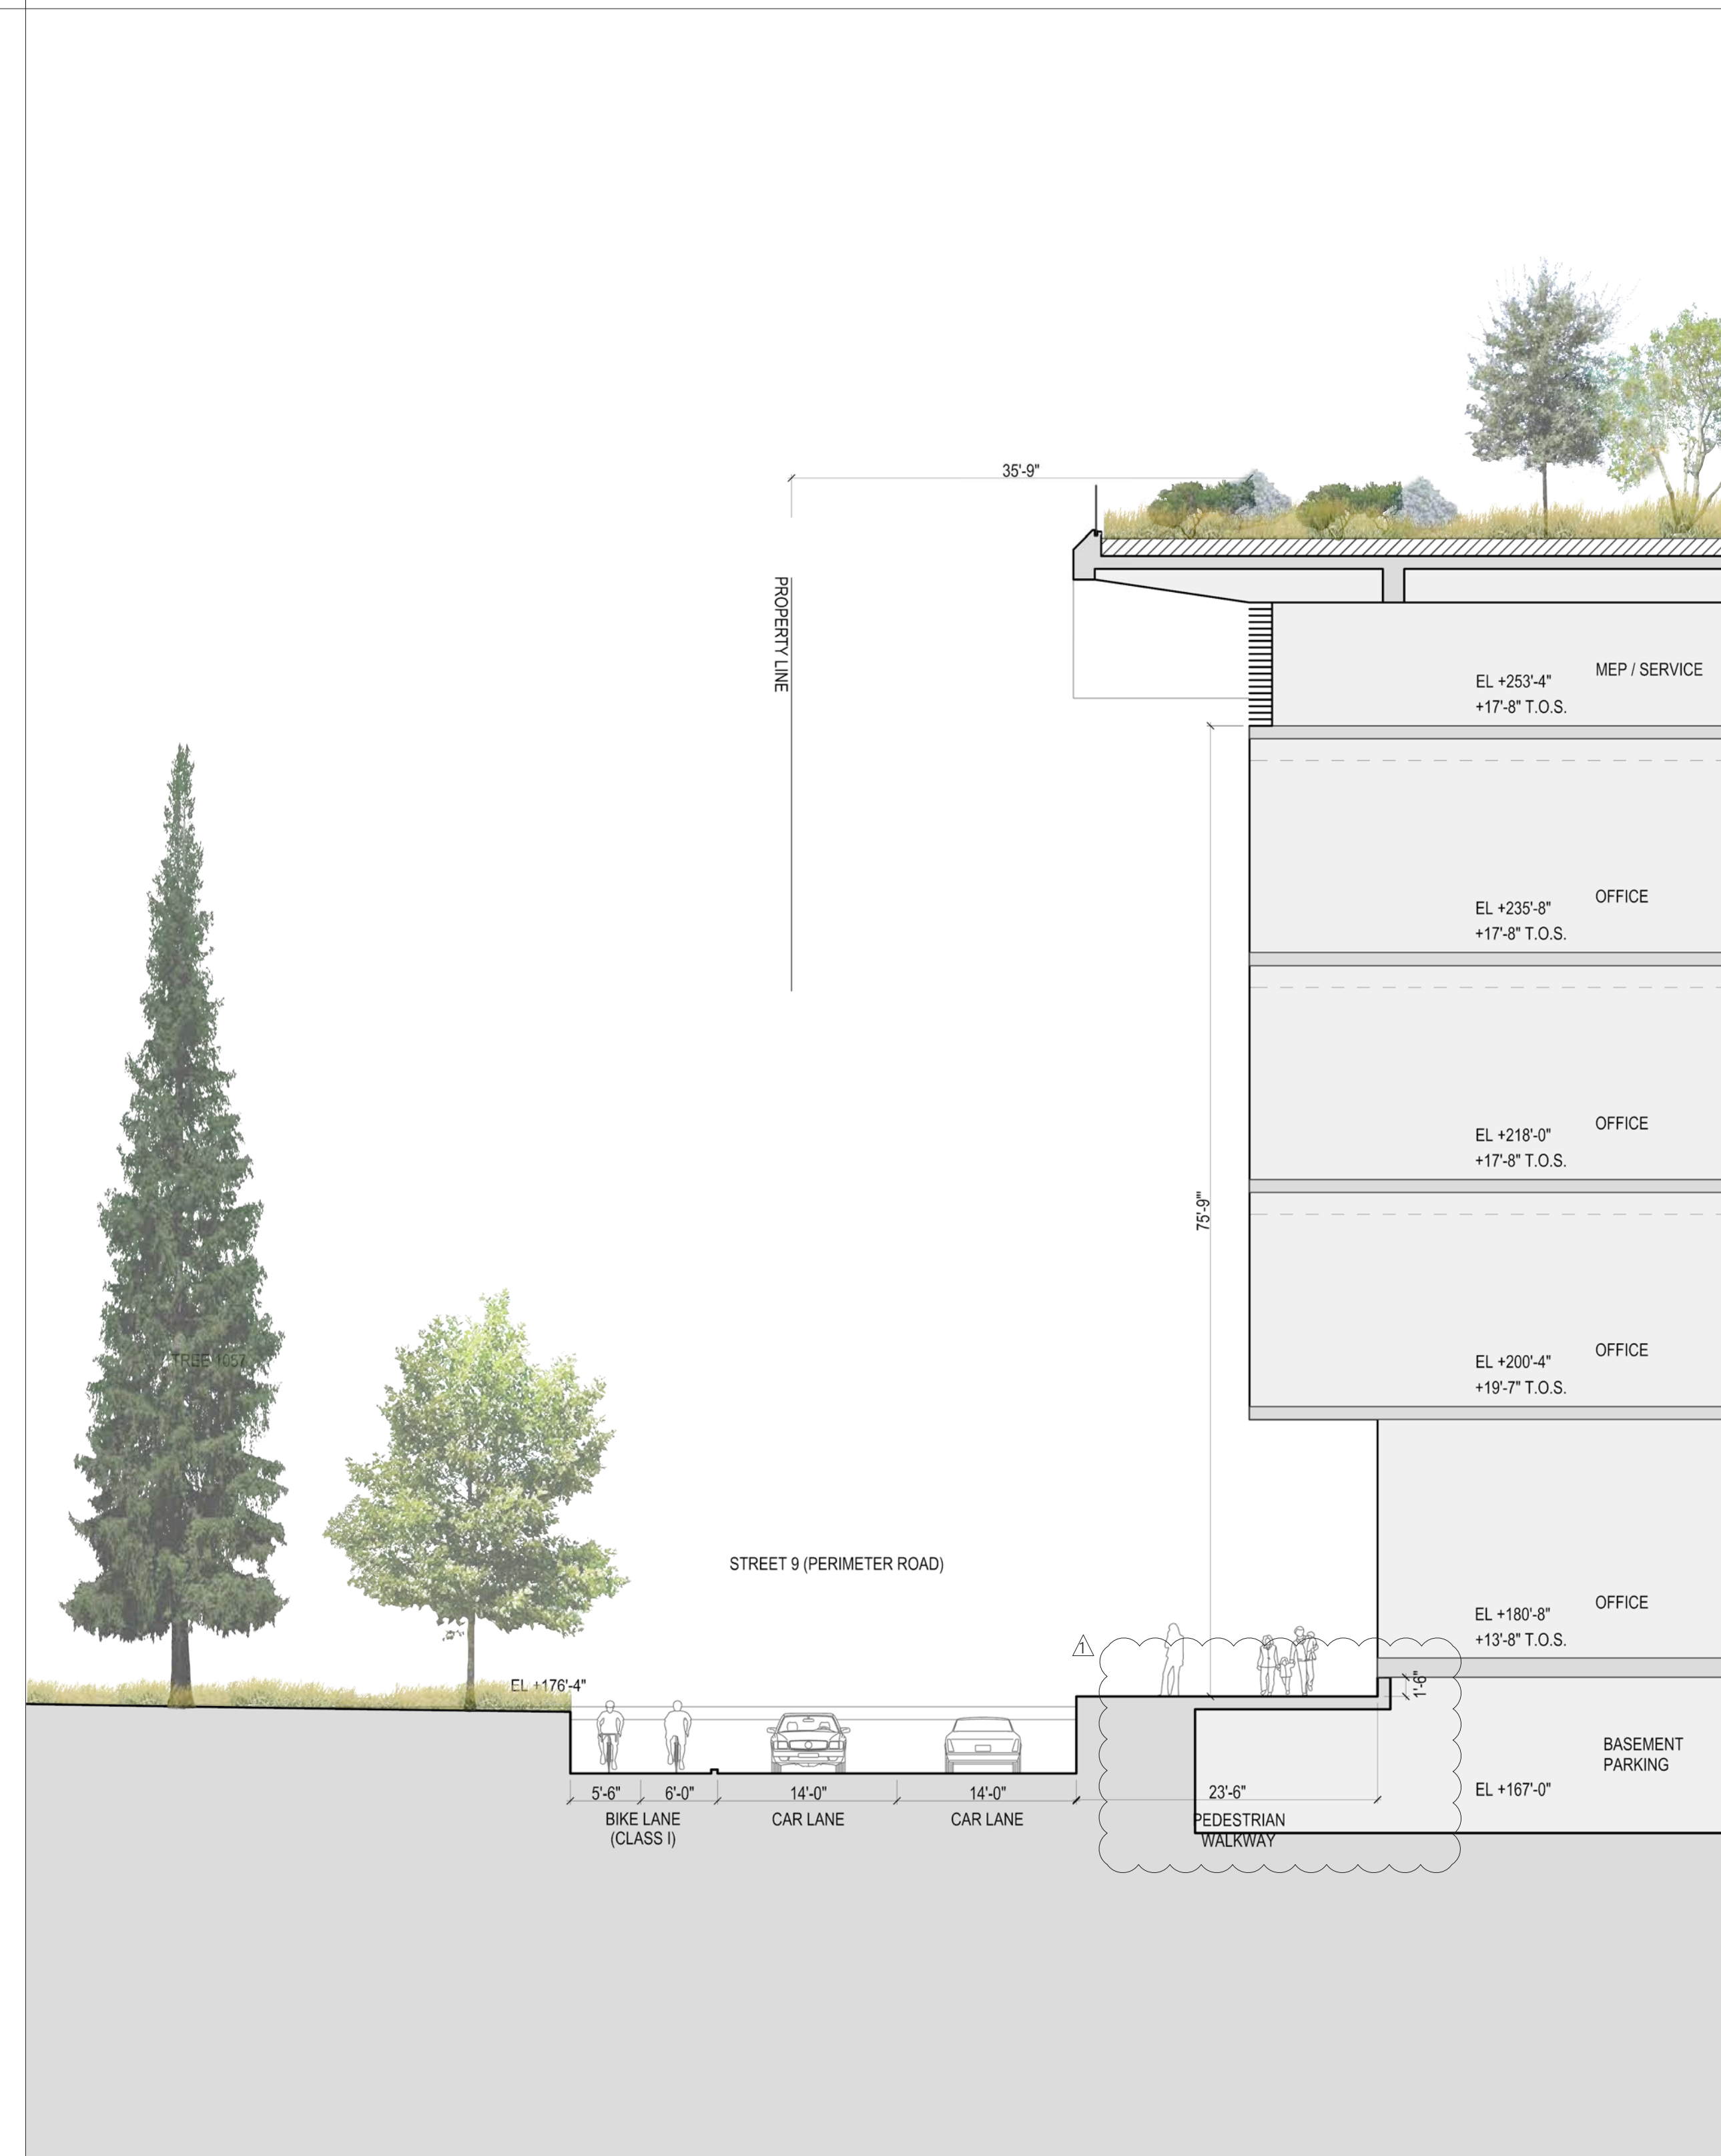 35'-9"
PROPERTY LINE
MEP / SERVICE
EL +253'-4"
+17'-8" T.O.S.
OFFICE
EL +235'-8"
+17'-8" T.O.S.
OFFICE
EL +218'-0"
+17'-8" T.O.S.
75'-9'"
OFFICE
EL +200'-4"
+19'-7" T.O.S.
TREE 1057
STREET 9 (PERIMETER ROAD)
OFFICE
EL +180'-8"
+13'-8" T.O.S.
1
EL +176'-4"
1'-6"
BASEMENT
PARKING
EL +167'-0"
5'-6"
6'-0"
14'-0"
14'-0"
23'-6"
BIKE LANE
(CLASS I)
CAR LANE
CAR LANE
PEDESTRIAN
WALKWAY